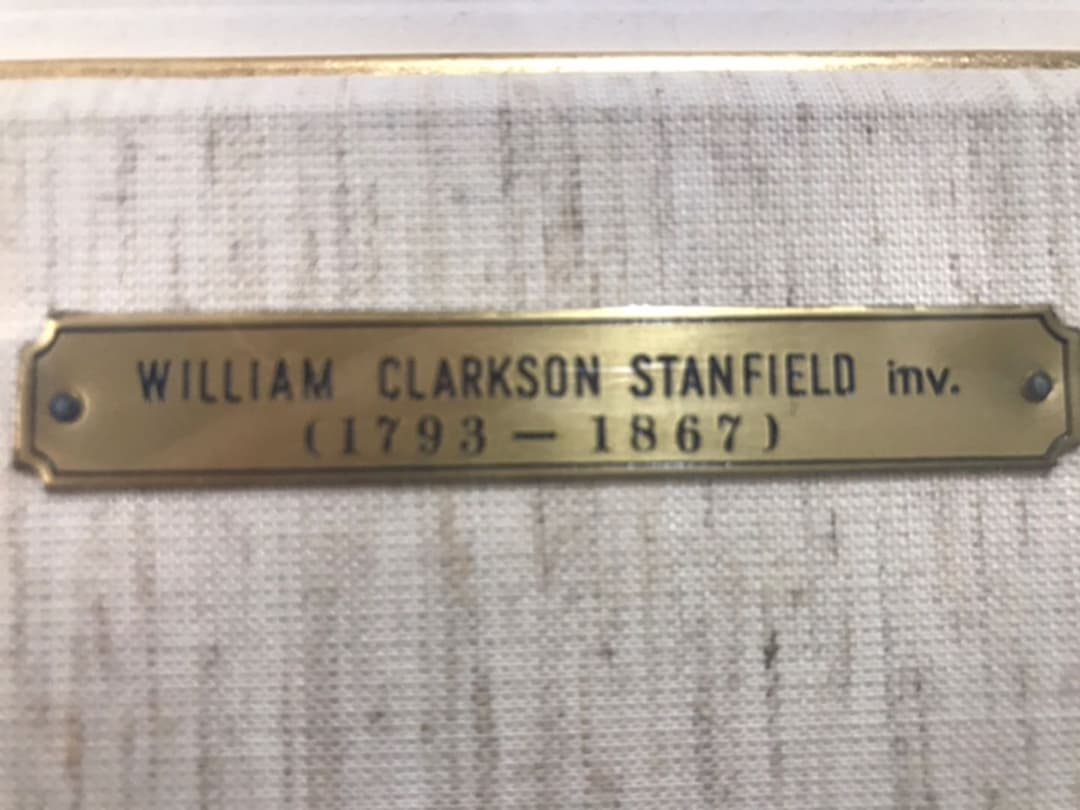 WILLIAM CLARKSON STANFIELD inv.
(1793 — 1867)